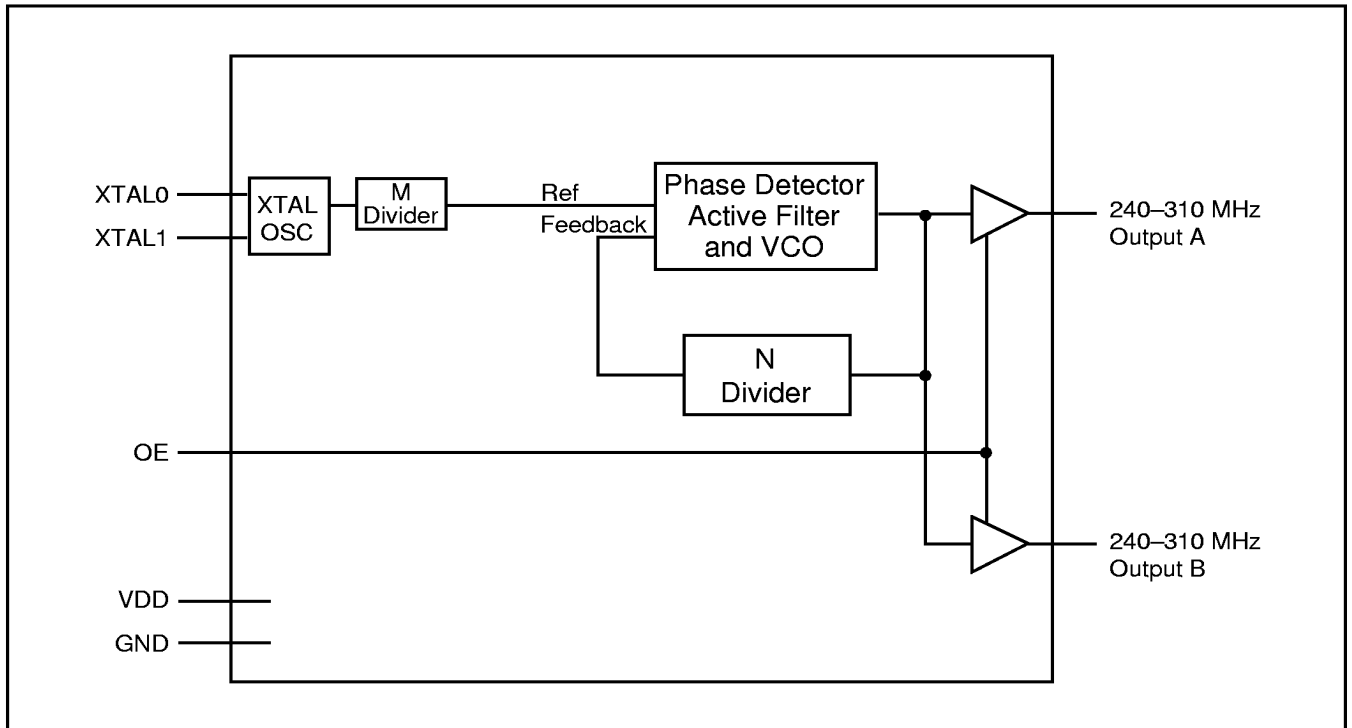 XTAL0
XTAL1
XTAL
OSC
M
Divider
Ref
Feedback
Phase Detector
Active Filter
and VCO
240–310 MHz
Output A
N
Divider
OE
240–310 MHz
Output B
VDD
GND